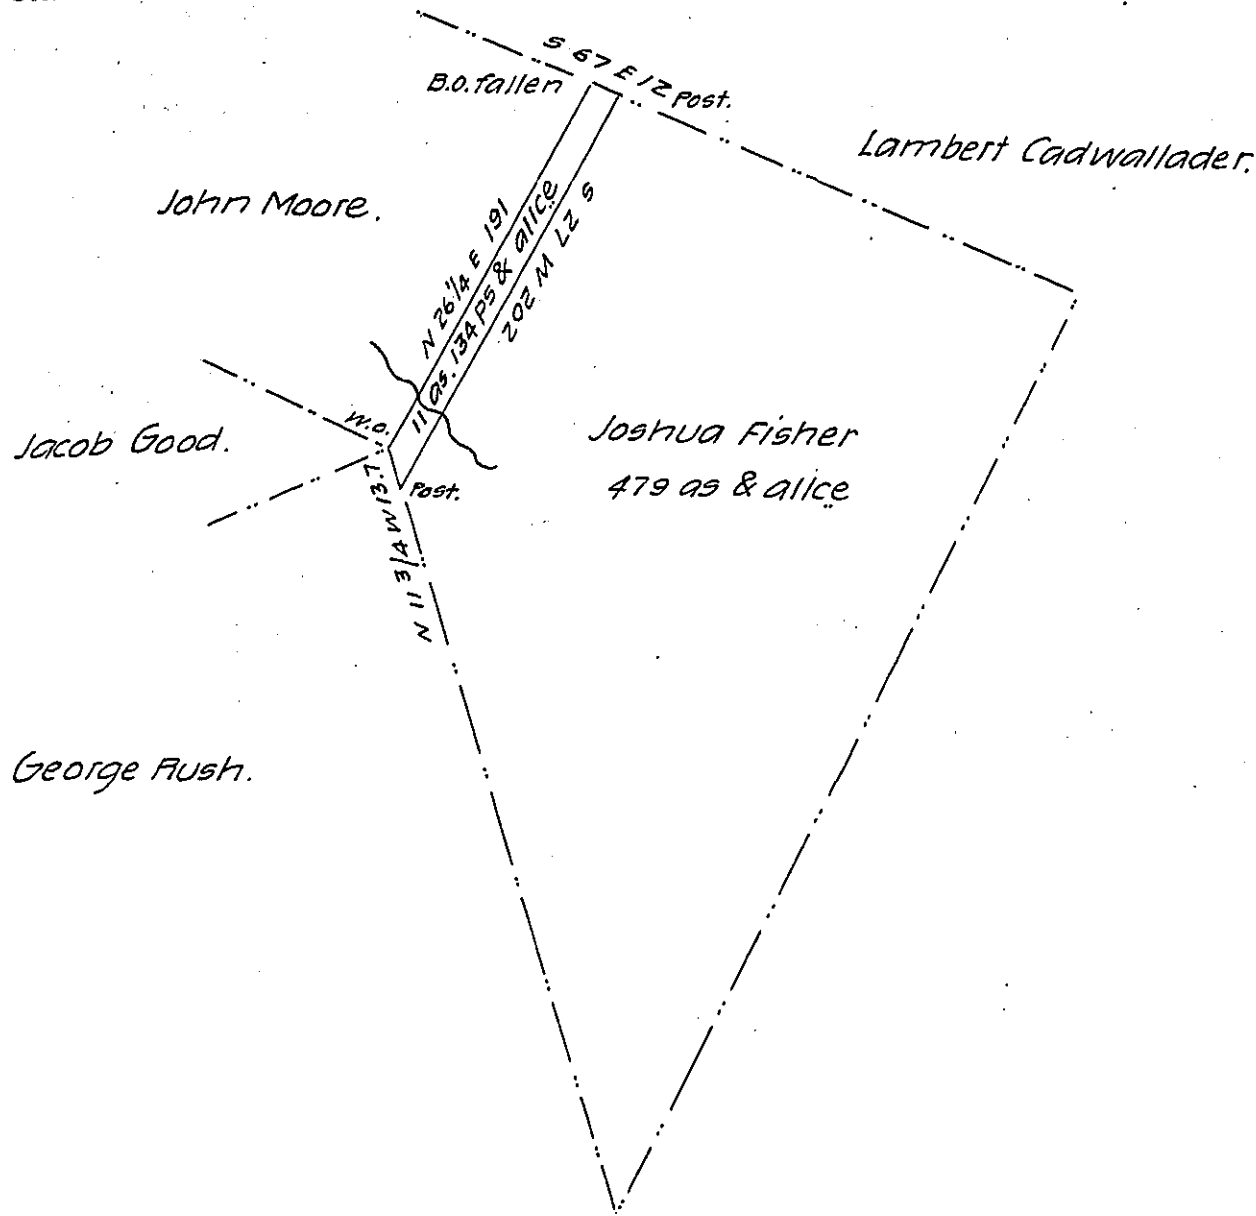 S 67 E 12
B.O. fallen
Post.
Lambert Cadwallader.
John Moore.
N 26 1/4 E 191
11 as. 134 PS & allce
S 27 W 202
W.O.
Jacob Good.
Joshua Fisher
479 as & allce
Post.
N 11 3/4 W 13.7
George Rush.